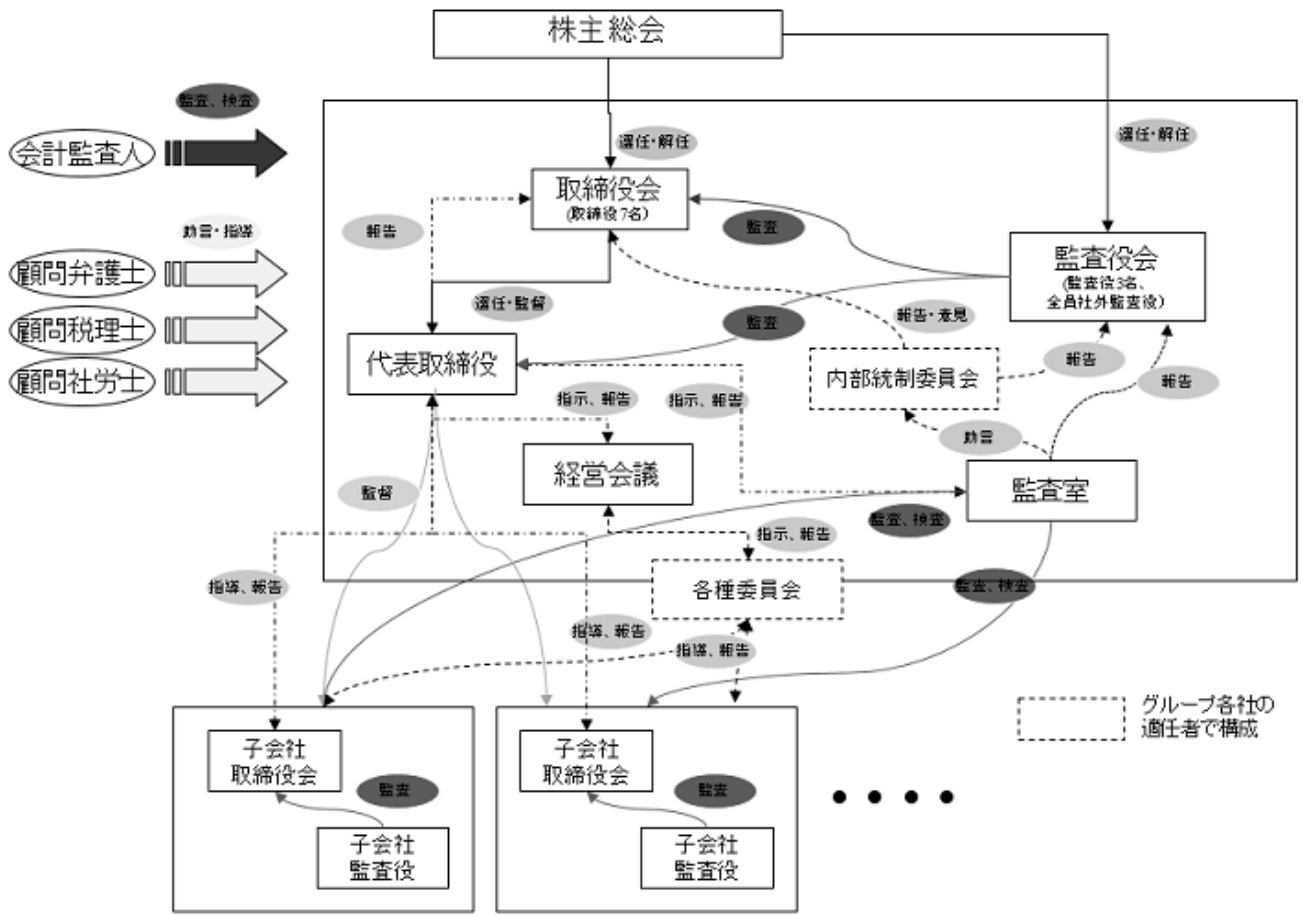 株主総会
監査、検査
会計監査人
選任・解任
選任・解任
取締役会
(取締役7名)
報告
監査
助言・指導
顧問弁護士
監査役会
(監査役3名、
全員社外監査役)
選任・監督
監査
報告・意見
顧問税理士
代表取締役
内部統制委員会
報告
顧問社労士
報告
指示、報告
指示、報告
助言
経営会議
監査室
監督
監査、検査
指示、報告
指導、報告
各種委員会
監査、検査
指導、報告
指導、報告
グループ各社の
適任者で構成
子会社
取締役会
子会社
取締役会
監査
監査
子会社
監査役
子会社
監査役